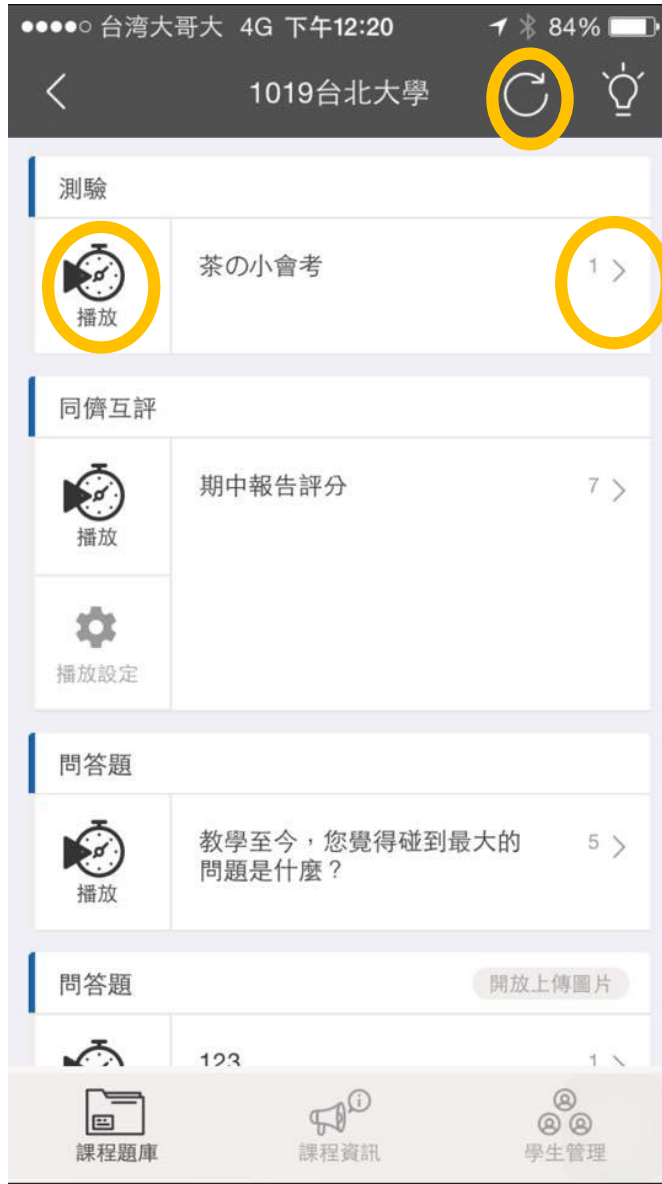 台湾大哥大 4G 下午12:20 84%
1019台北大學
測驗
茶の小會考 1
播放
同儕互評
期中報告評分 7
播放
播放設定
問答題
教學至今，您覺得碰到最大的 5
問題是什麼？
播放
問答題 開放上傳圖片
123 1
課程題庫 課程資訊 學生管理